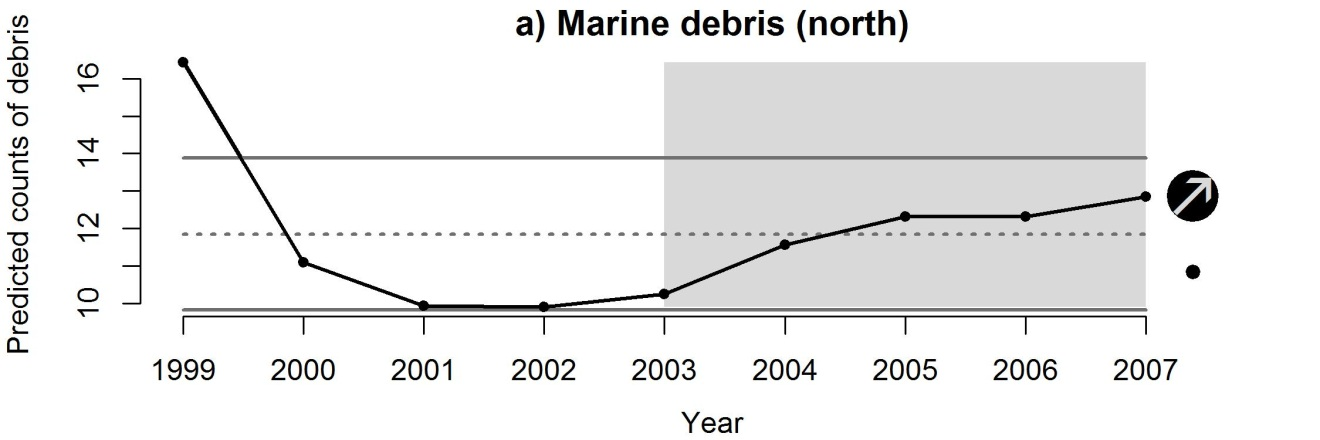 a) Marine debris (north)
Predicted counts of debris
16
14
12
10
1999 2000 2001 2002 2003 2004 2005 2006 2007
Year